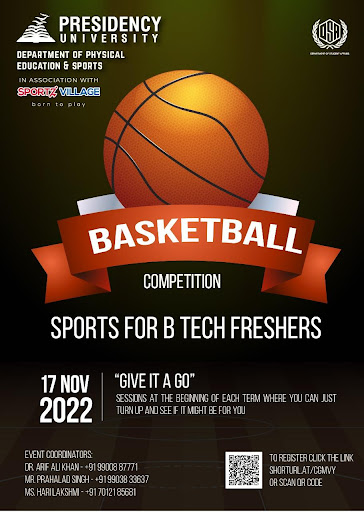 PRESIDENCY
UNIVERSITY
DEPARTMENT OF PHYSICAL
EDUCATION & SPORTS
IN ASSOCIATION WITH
SPORTZ VILLAGE
born to play
DSA
BASKETBALL
COMPETITION
SPORTS FOR B TECH FRESHERS
17 NOV
2022
"GIVE IT A GO"
SESSIONS AT THE BEGINNING OF EACH TERM WHERE YOU CAN JUST
TURN UP AND SEE IF IT MIGHT BE FOR YOU
EVENT COORDINATORS:
DR. ARIF ALI KHAN - +91 99008 87771
MR. PRAHALAD SINGH - +91 99038 33637
MS. HARILAKSHMI - +91 70121 85681
TO REGISTER CLICK THE LINK
SHORTURL.AT/CGMVY
OR SCAN OR CODE